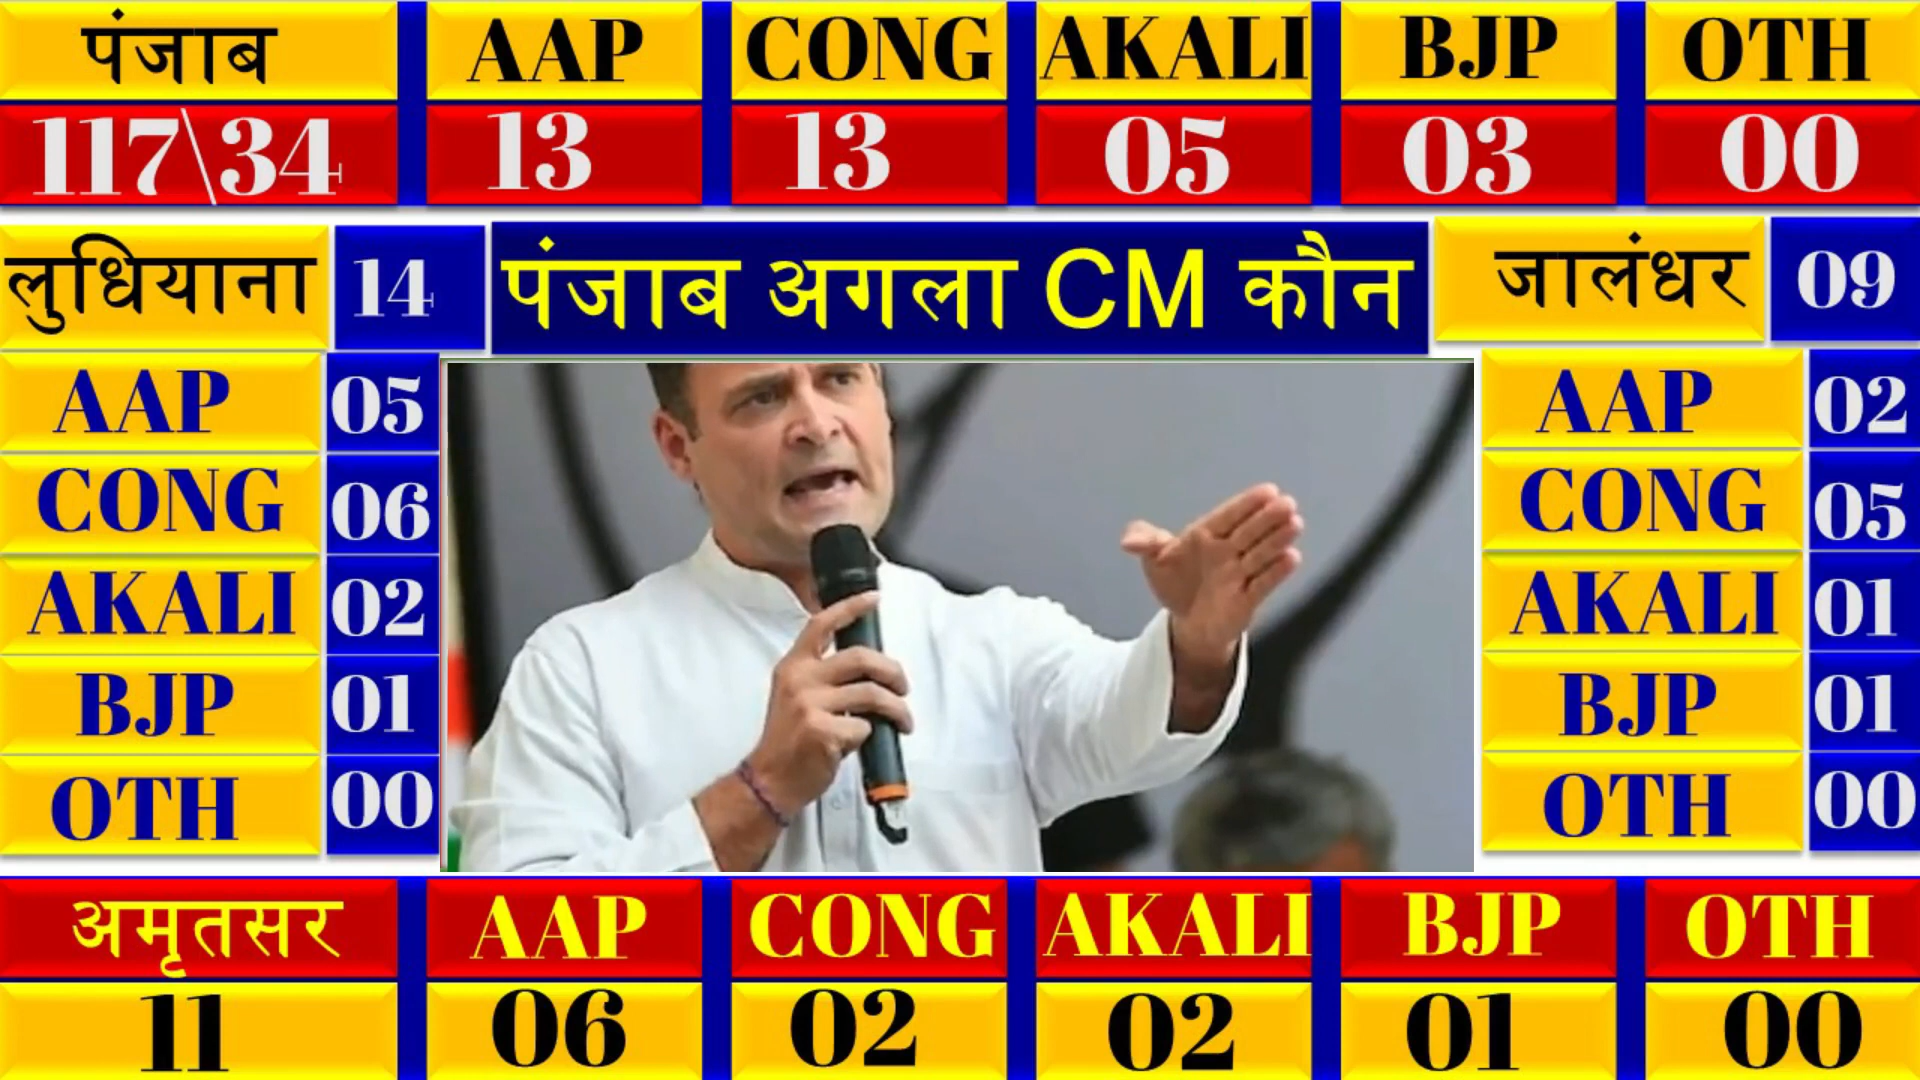 पंजाब AAP CONG AKALI BJP OTH
117\34 13 13 05 03 00
लुधियाना 14 पंजाब अगला CM कौन जालंधर 09
AAP 05 AAP 02
CONG 06 CONG 05
AKALI 02 AKALI 01
BJP 01 BJP 01
OTH 00 OTH 00
अमृतसर AAP CONG AKALI BJP OTH
11 06 02 02 01 00